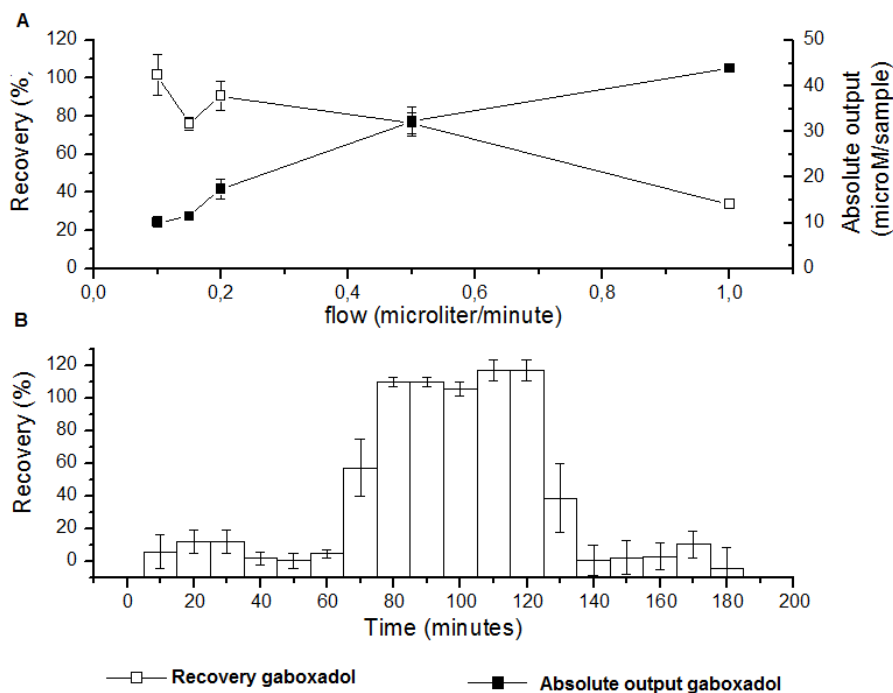 A
Recovery (%)
120
100
80
60
40
20
0
50
40
30
20
10
0
Absolute output
(microM/sample)
0,0 0,2 0,4 0,6 0,8 1,0
flow (microliter/minute)
B
Recovery (%)
120
100
80
60
40
20
0
0 20 40 60 80 100 120 140 160 180 200
Time (minutes)
Recovery gaboxadol Absolute output gaboxadol